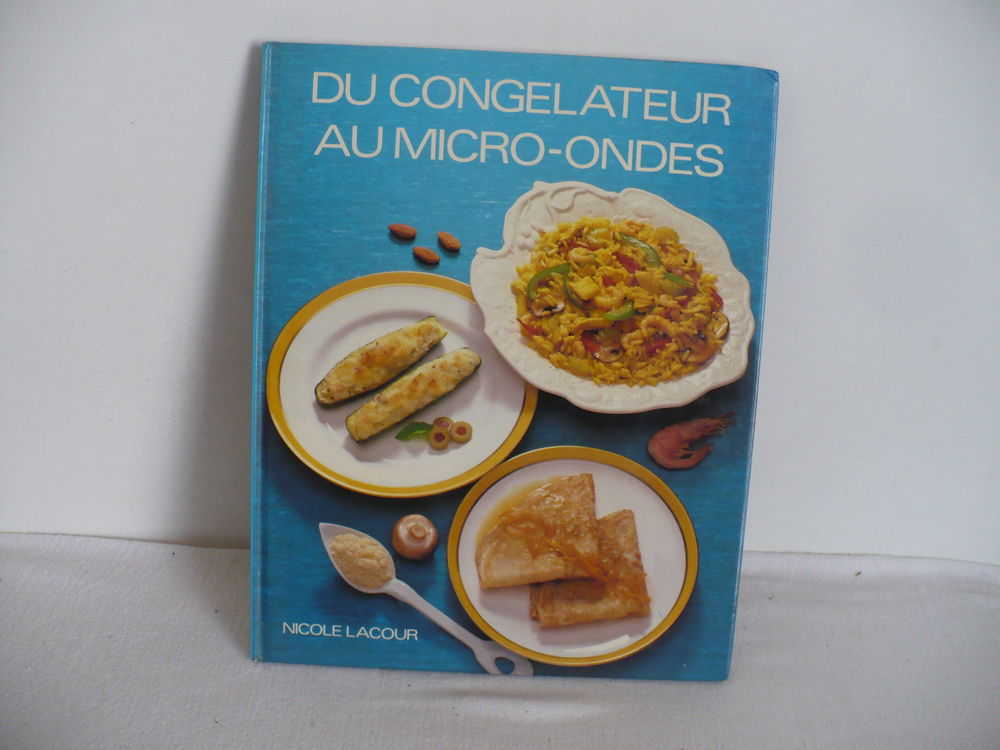 DU CONGELATEUR
AU MICRO-ONDES
NICOLE LACOUR